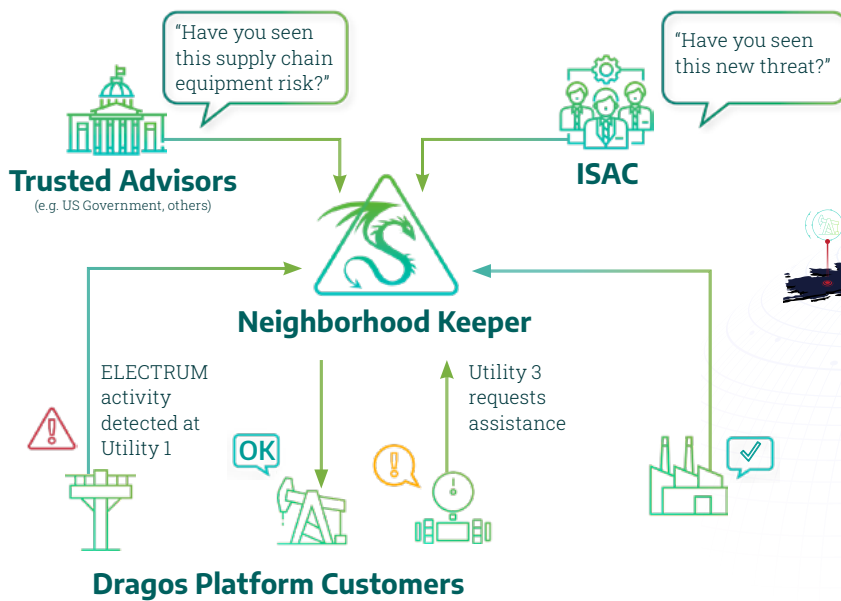 “Have you seen
this supply chain
equipment risk?”
“Have you seen
this new threat?”
Trusted Advisors
(e.g. US Government, others)
ISAC
Neighborhood Keeper
ELECTRUM
activity
detected at
Utility 1
OK
Utility 3
requests
assistance
Dragos Platform Customers